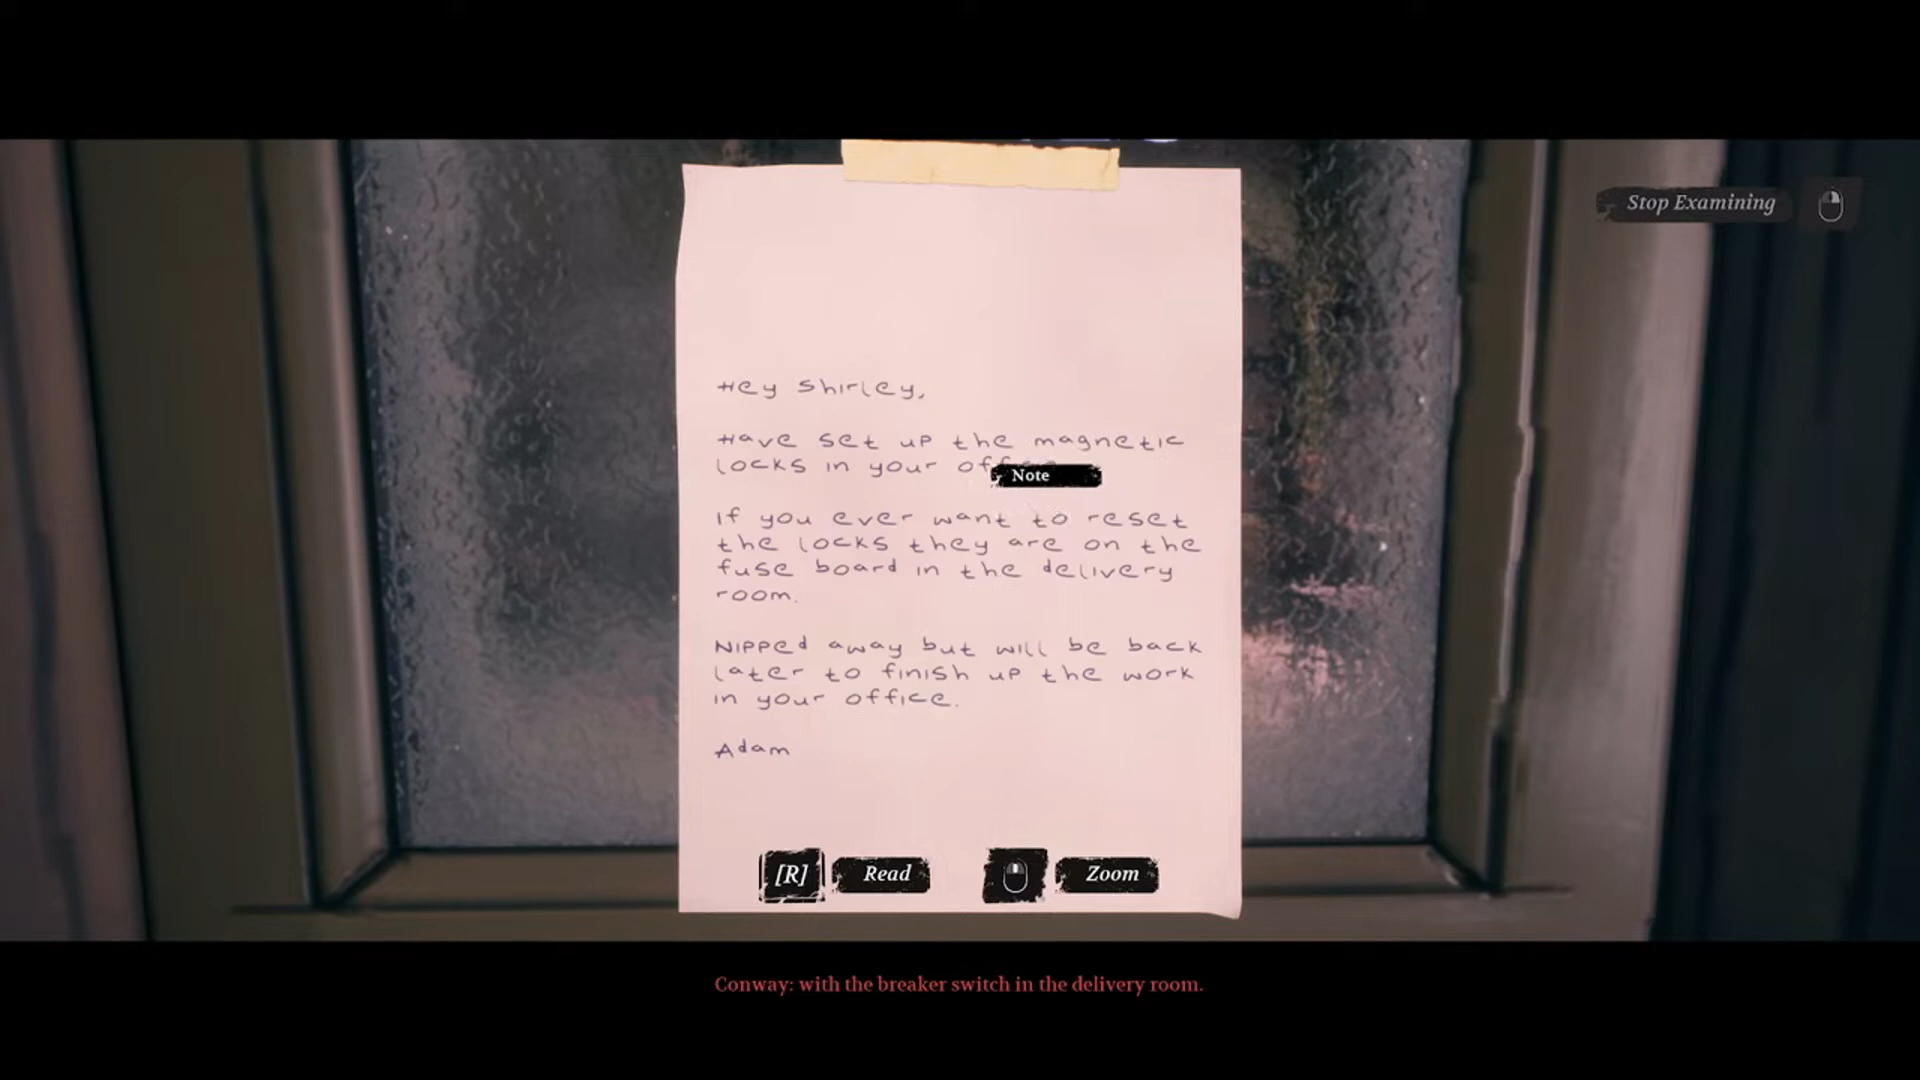 Stop Examining
Hey Shirley,
Have set up the magnetic
locks in your
Note
If you ever want to reset
the locks they are on the
fuse board in the delivery
room.
Nipped away but will be back
later to finish up the work
in your office.
Adam
[R] Read Zoom
Conway: with the breaker switch in the delivery room.